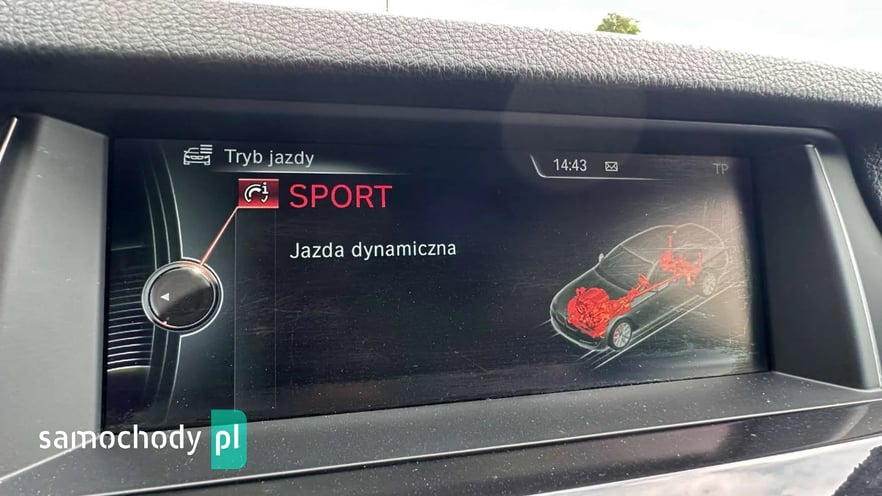 Tryb jazdy
14:43
TP
SPORT
Jazda dynamiczna
samochody pl